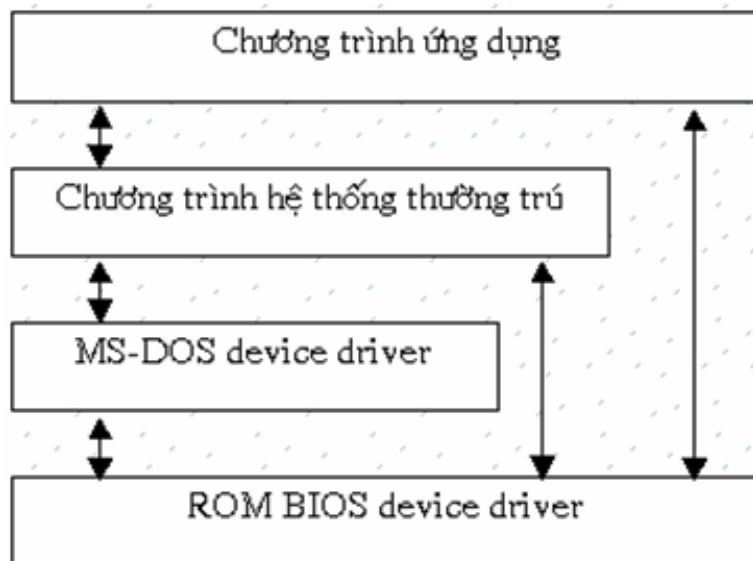 Chương trình ứng dụng
Chương trình hệ thống thường trú
MS-DOS device driver
ROM BIOS device driver